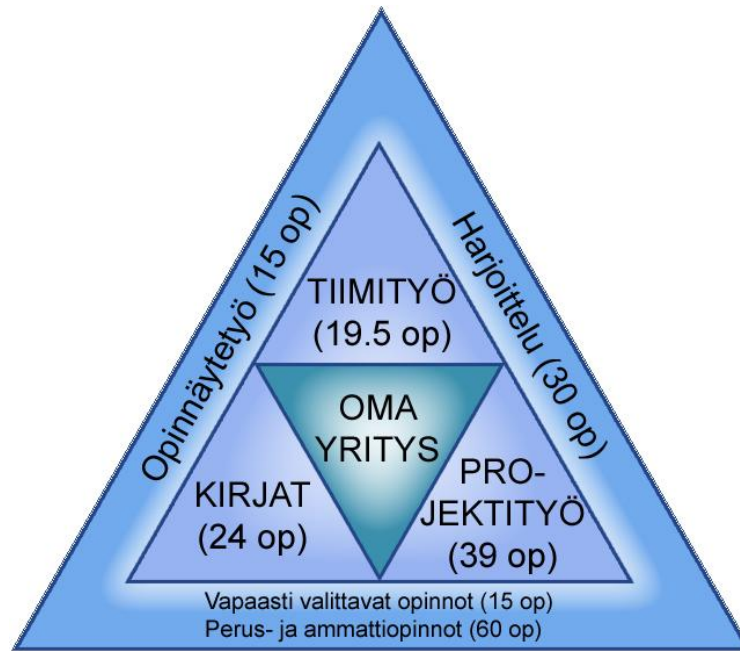 Opinnäytetyö (15 op)
Harjoittelu (30 op)
TIIMITYÖ
(19.5 op)
OMA
YRITYS
KIRJAT
(24 op)
PRO-
JEKTITYÖ
(39 op)
Vapaasti valittavat opinnot (15 op)
Perus- ja ammattiopinnot (60 op)